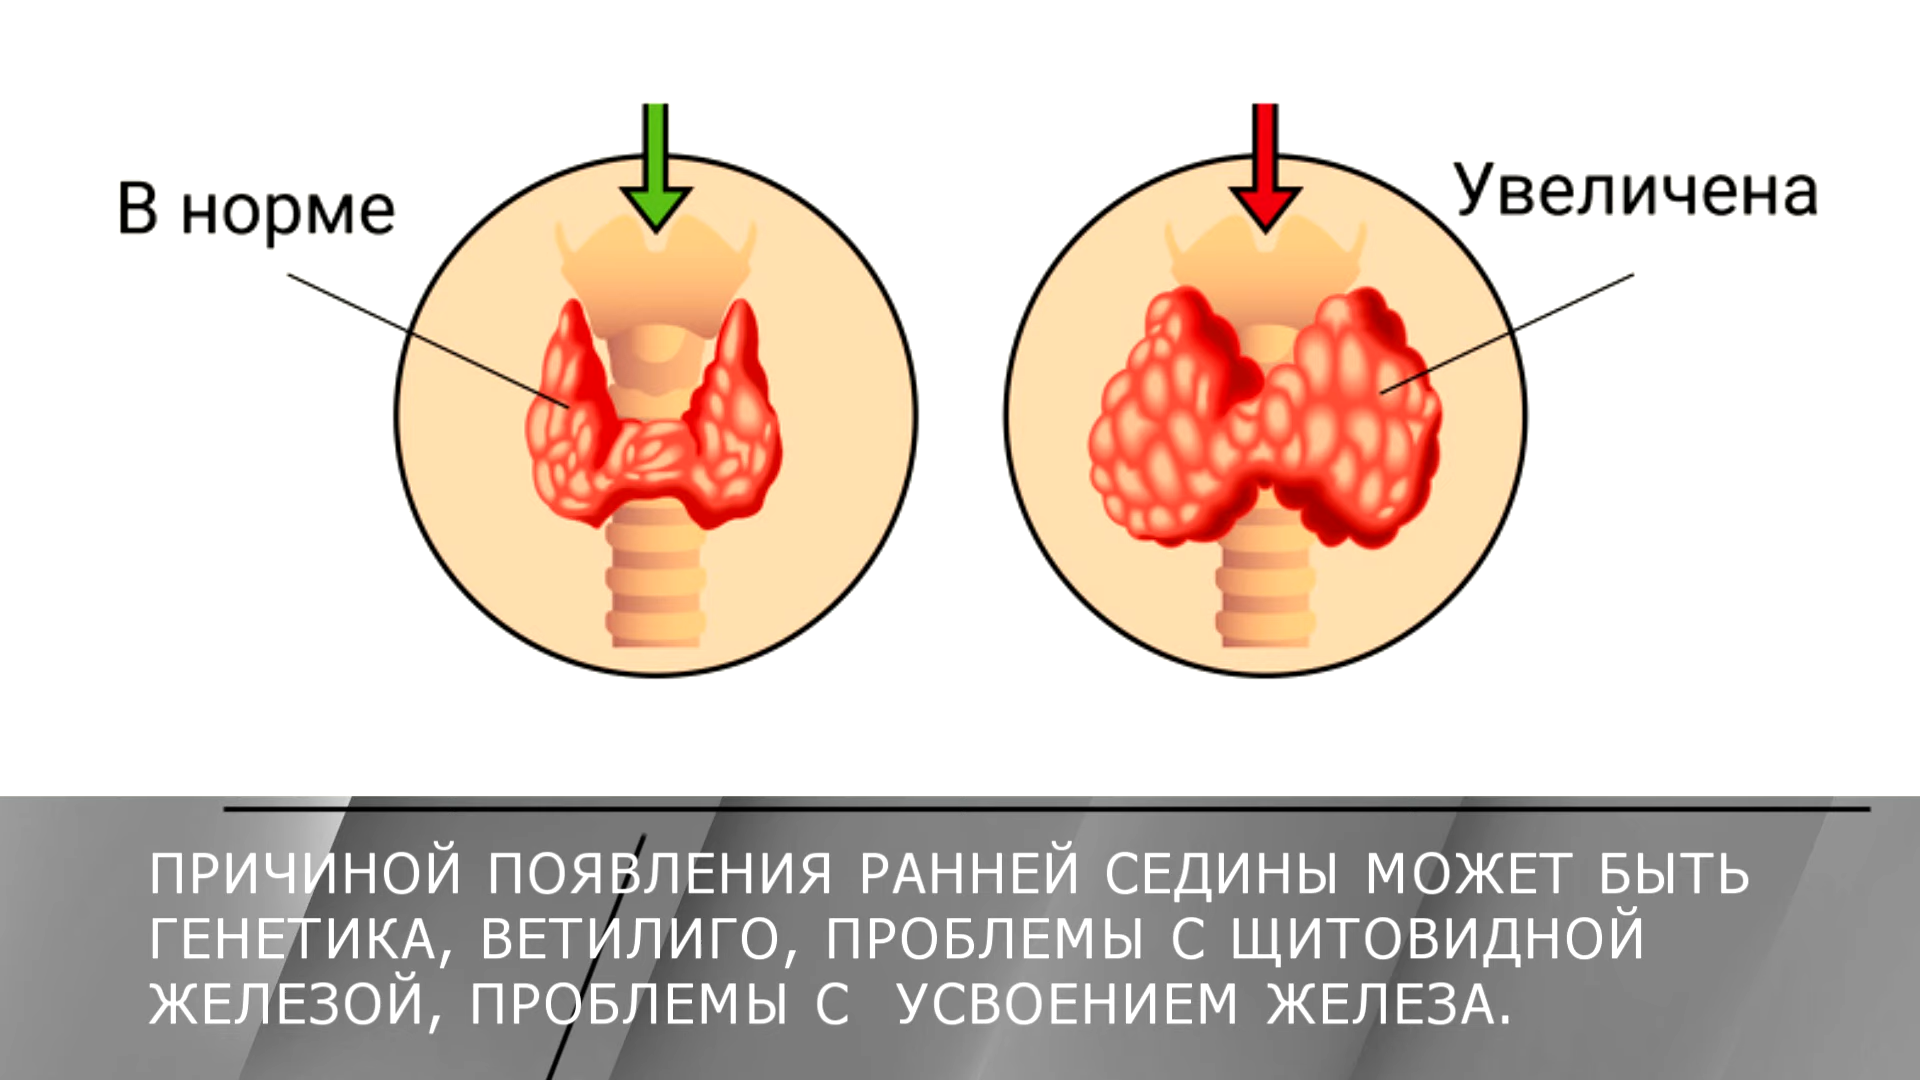 В норме
Увеличена
ПРИЧИНОЙ ПОЯВЛЕНИЯ РАННЕЙ СЕДИНЫ МОЖЕТ БЫТЬ
ГЕНЕТИКА, ВЕТИЛИГО, ПРОБЛЕМЫ С ЩИТОВИДНОЙ
ЖЕЛЕЗОЙ, ПРОБЛЕМЫ С  УСВОЕНИЕМ ЖЕЛЕЗА.